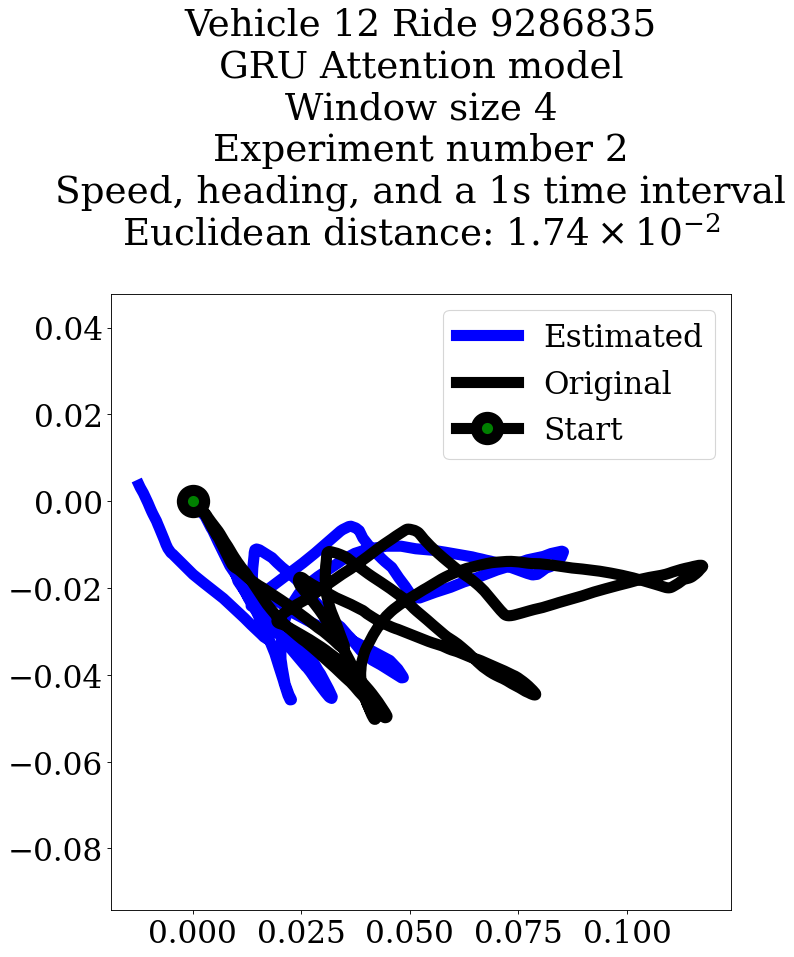 Vehicle 12 Ride 9286835
GRU Attention model
Window size 4
Experiment number 2
Speed, heading, and a 1s time interval
Euclidean distance: 1.74 × 10⁻²
Estimated
Original
Start
0.04
0.02
0.00
−0.02
−0.04
−0.06
−0.08
0.000 0.025 0.050 0.075 0.100